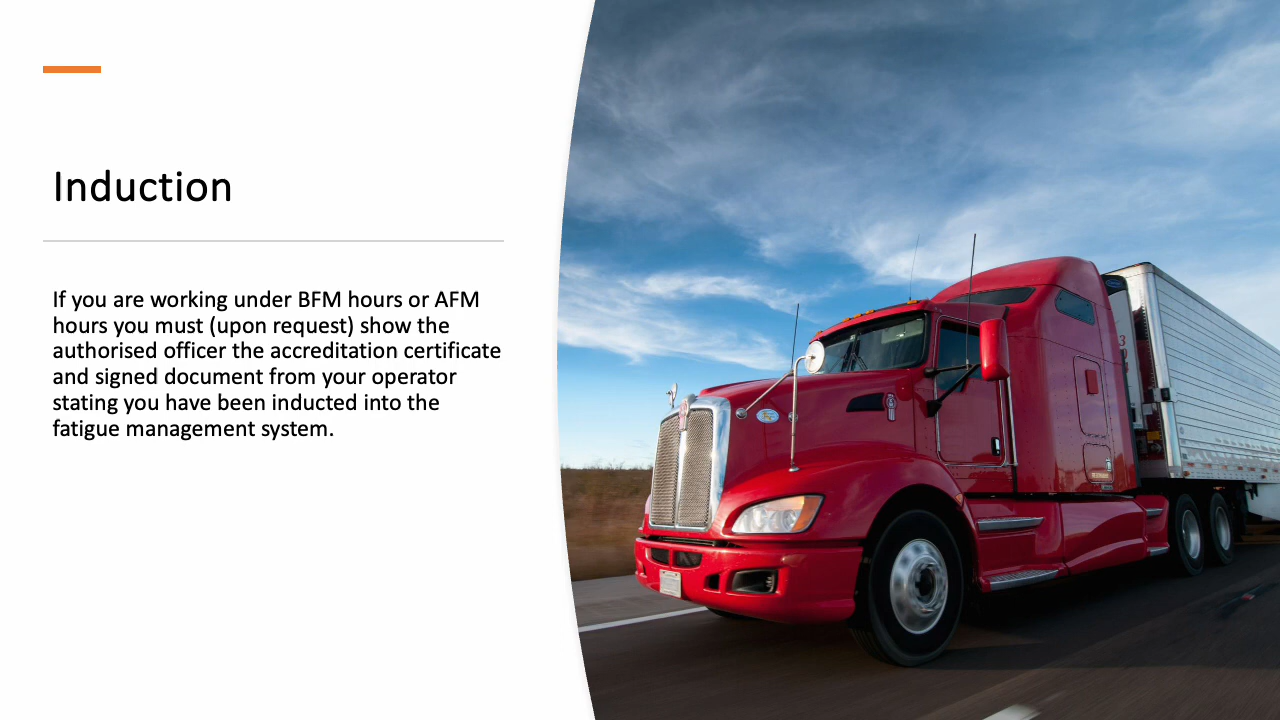 Induction
If you are working under BFM hours or AFM
hours you must (upon request) show the
authorised officer the accreditation certificate
and signed document from your operator
stating you have been inducted into the
fatigue management system.